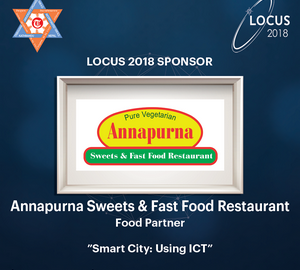 LOCUS
2018
LOCUS 2018 SPONSOR
Pure Vegetarian
Annapurna
Sweets & Fast Food Restaurant
Annapurna Sweets & Fast Food Restaurant
Food Partner
"Smart City: Using ICT"